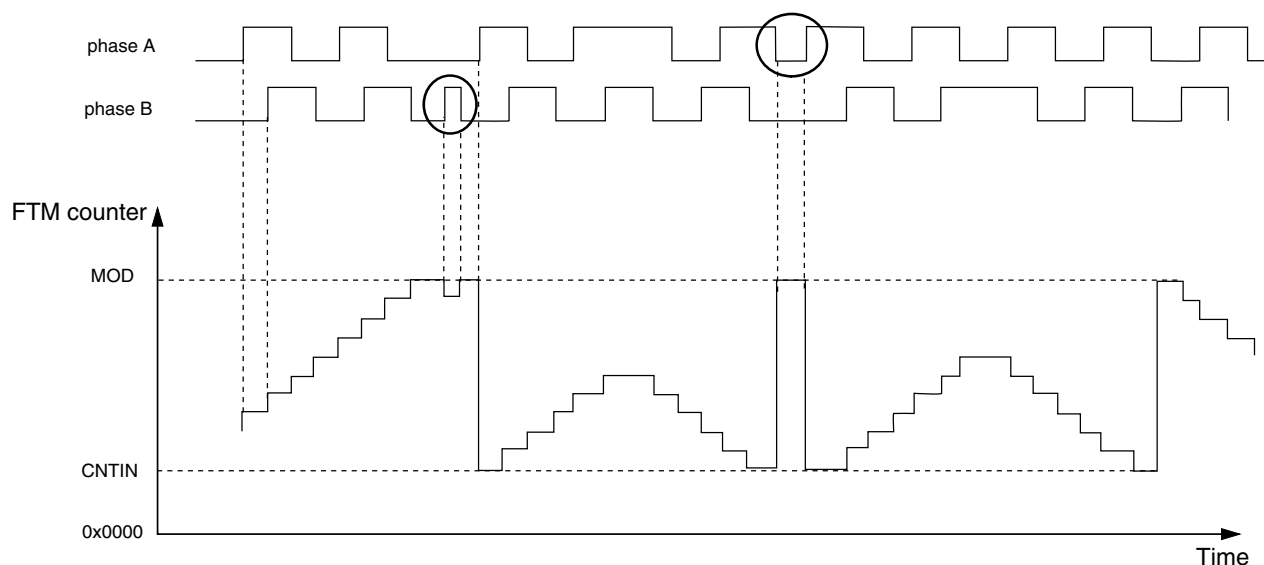 phase A
phase B
FTM counter
MOD
CNTIN
0x0000
Time